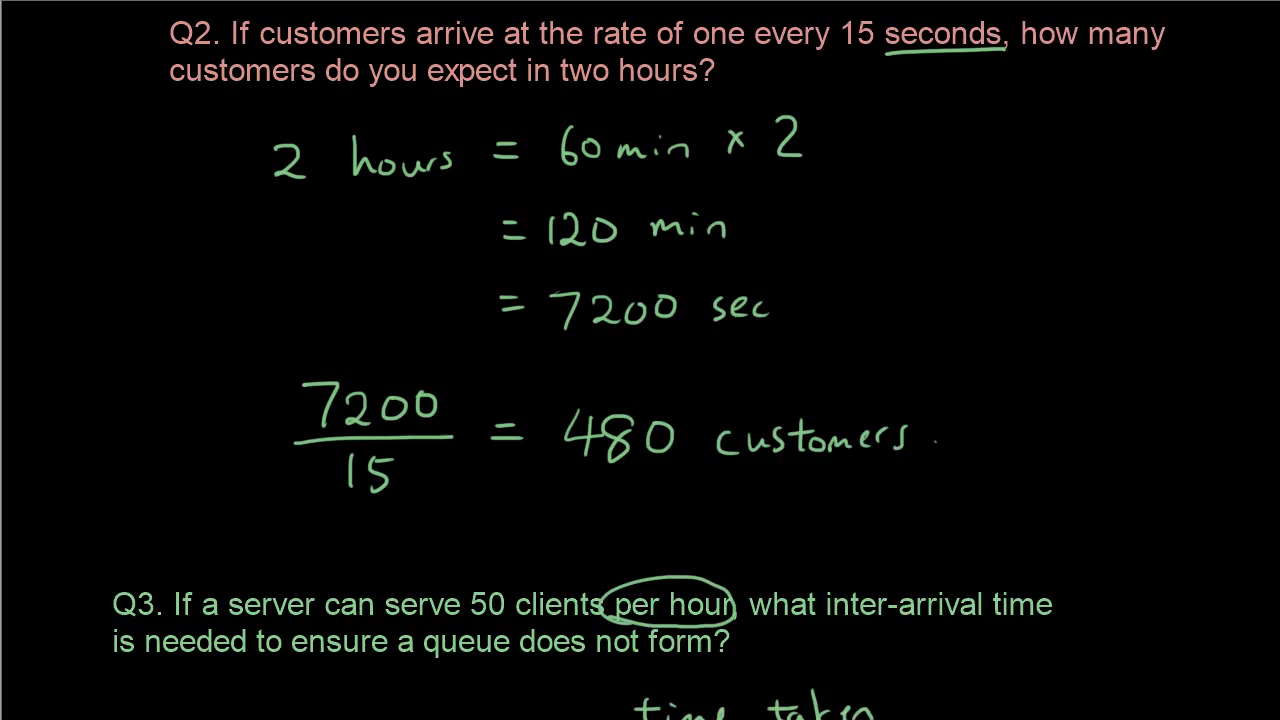 Q2. If customers arrive at the rate of one every 15 seconds, how many
customers do you expect in two hours?
2 hours = 60 min × 2
= 120 min
= 7200 sec
7200
15
= 480 customers.
Q3. If a server can serve 50 clients per hour, what inter-arrival time
is needed to ensure a queue does not form?
time taken